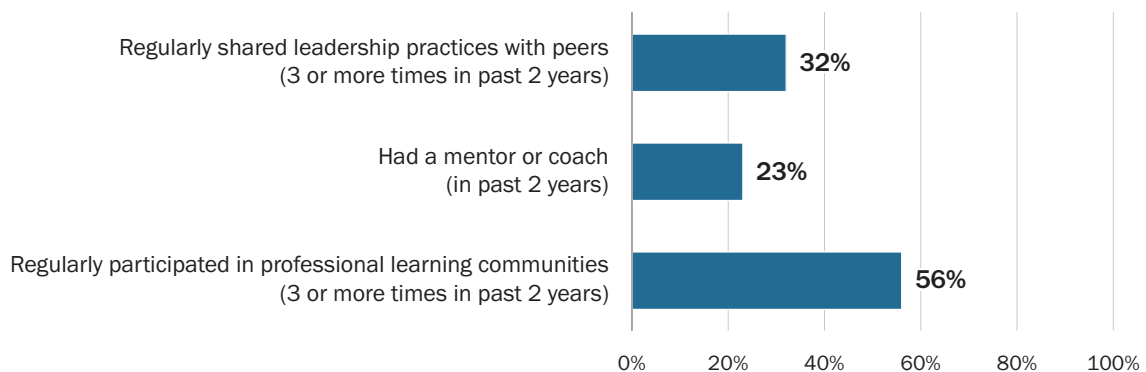 Regularly shared leadership practices with peers
(3 or more times in past 2 years)
32%
Had a mentor or coach
(in past 2 years)
23%
Regularly participated in professional learning communities
(3 or more times in past 2 years)
56%
0% 20% 40% 60% 80% 100%